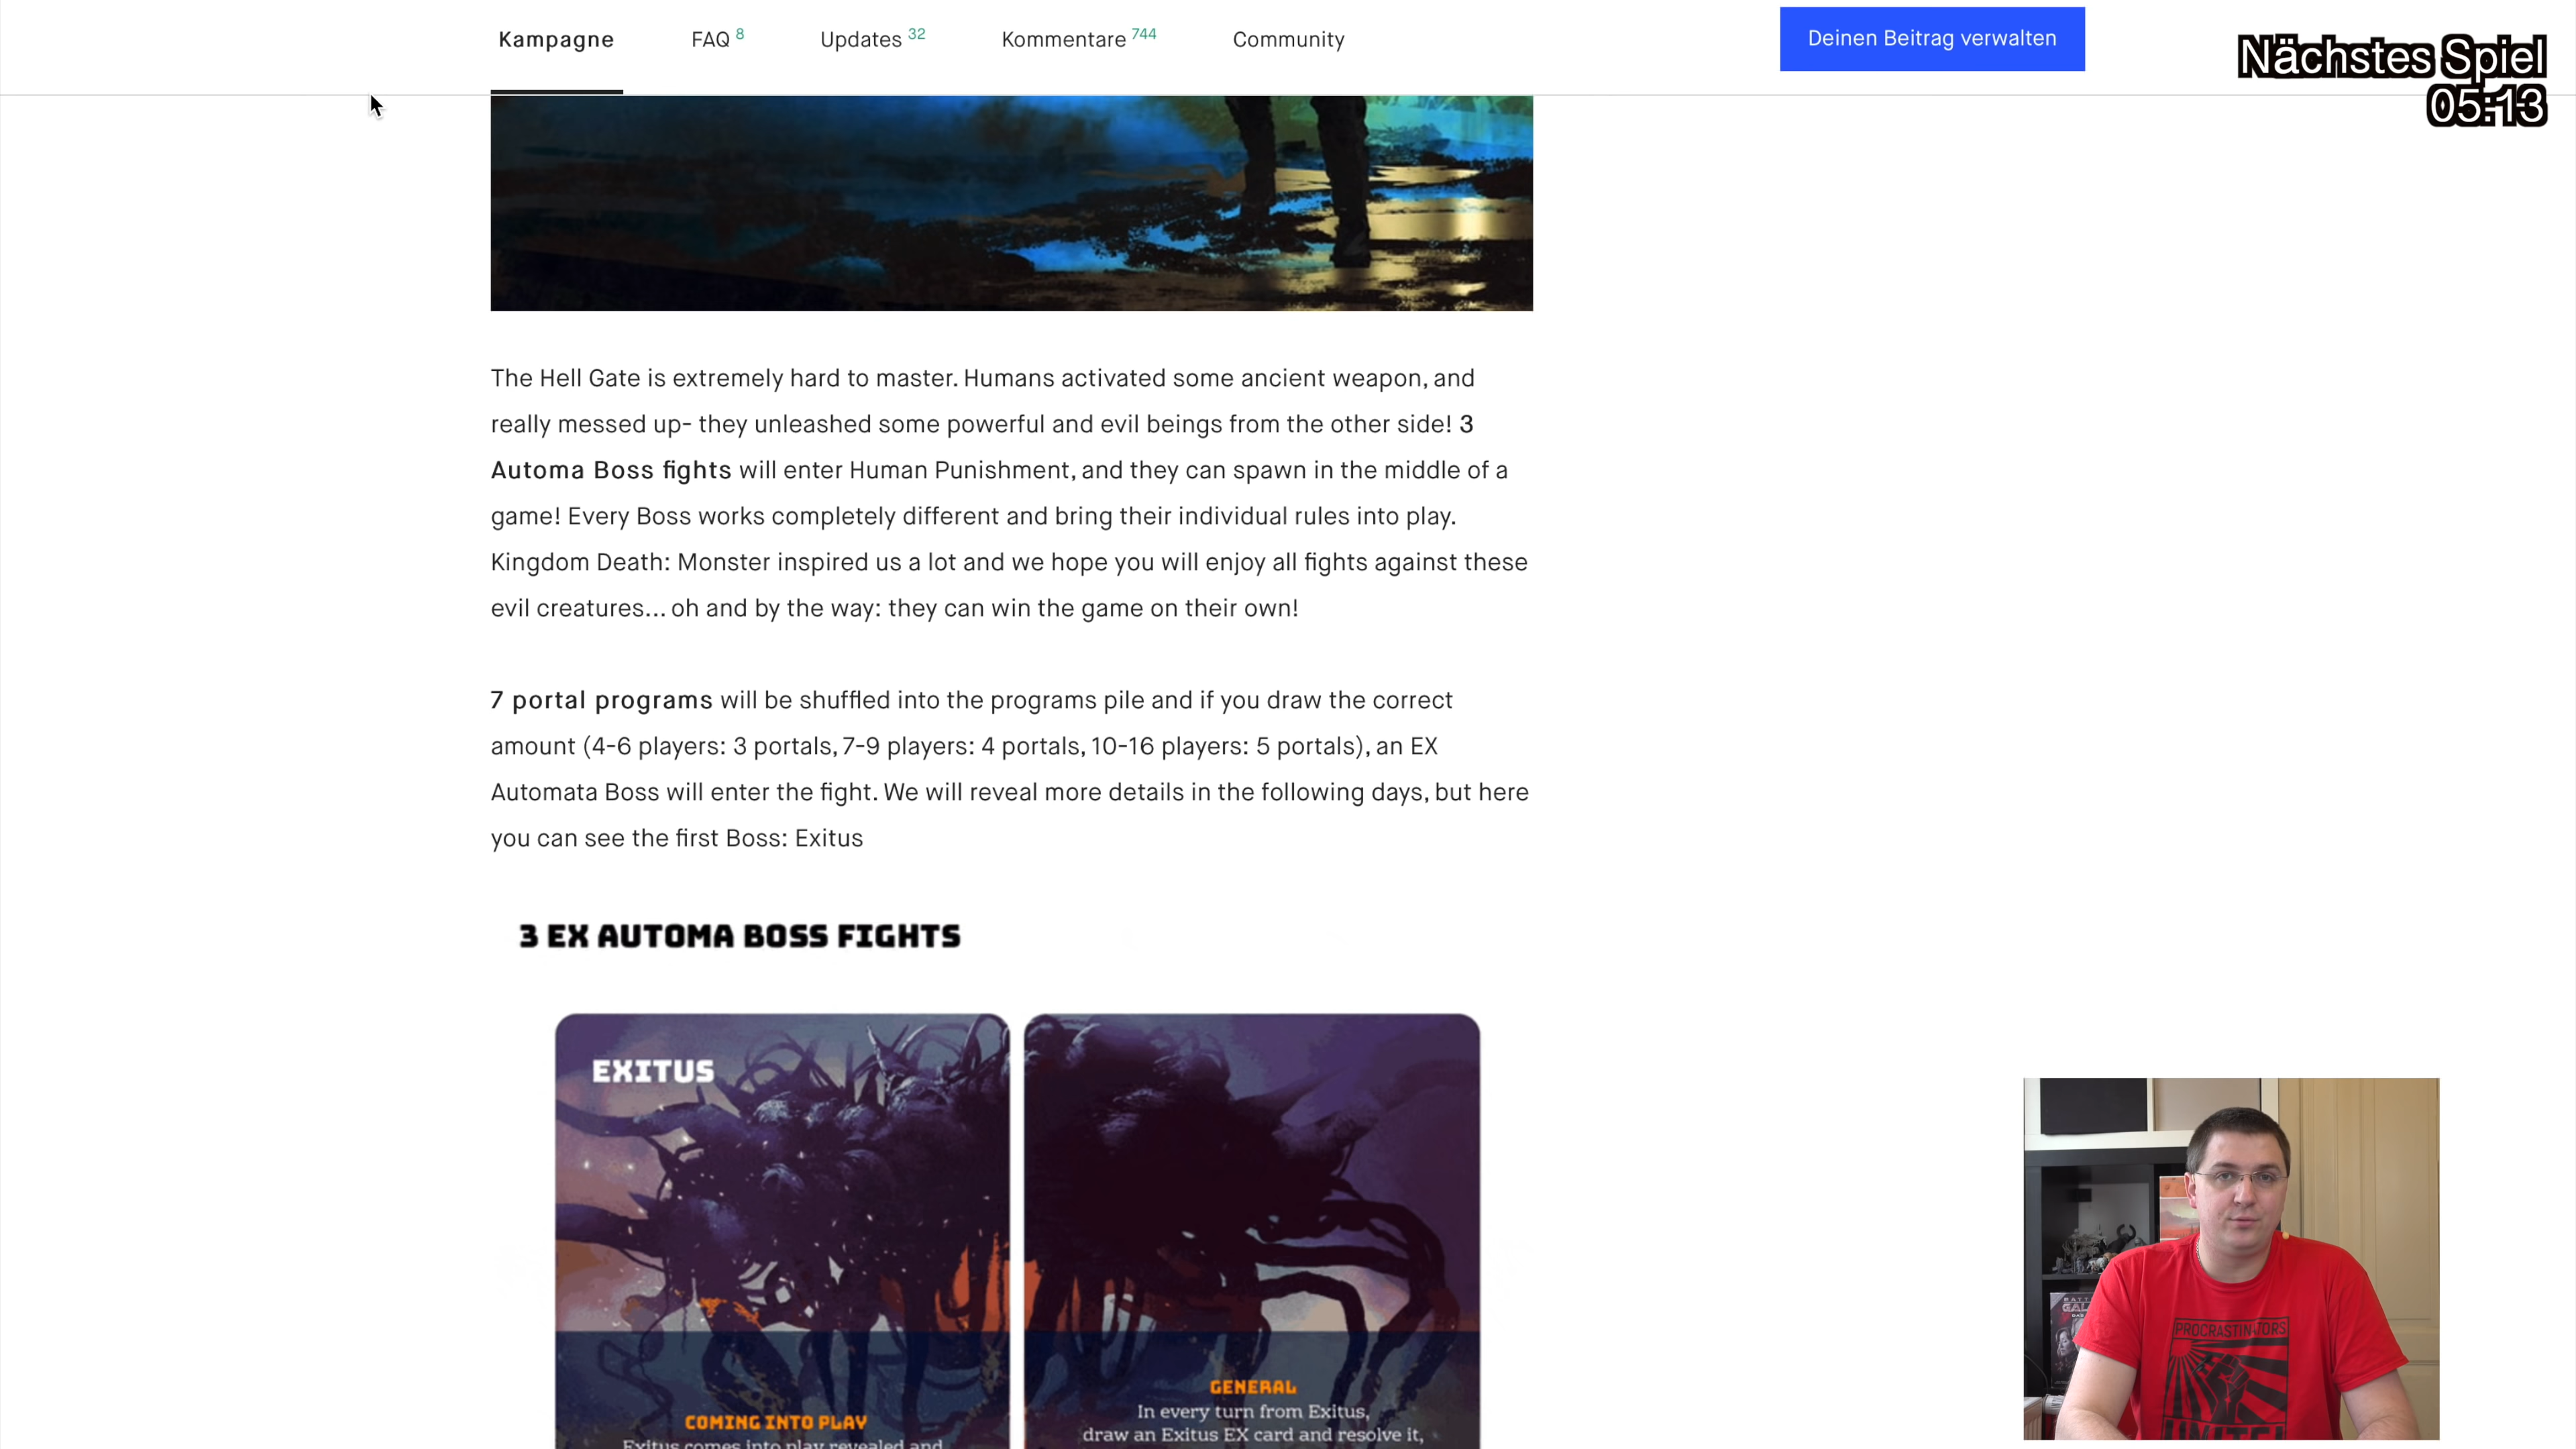 Kampagne
FAQ 8
Updates 32
Kommentare 744
Community
Deinen Beitrag verwalten
Nächstes Spiel
05:13
The Hell Gate is extremely hard to master. Humans activated some ancient weapon, and
really messed up- they unleashed some powerful and evil beings from the other side! 3
Automa Boss fights will enter Human Punishment, and they can spawn in the middle of a
game! Every Boss works completely different and bring their individual rules into play.
Kingdom Death: Monster inspired us a lot and we hope you will enjoy all fights against these
evil creatures... oh and by the way: they can win the game on their own!
7 portal programs will be shuffled into the programs pile and if you draw the correct
amount (4-6 players: 3 portals, 7-9 players: 4 portals, 10-16 players: 5 portals), an EX
Automata Boss will enter the fight. We will reveal more details in the following days, but here
you can see the first Boss: Exitus
3 EX AUTOMA BOSS FIGHTS
EXITUS
COMING INTO PLAY
Exitus comes into play revealed and
GENERAL
In every turn from Exitus,
draw an Exitus EX card and resolve it,
PROCRASTINATORS
UNITE!